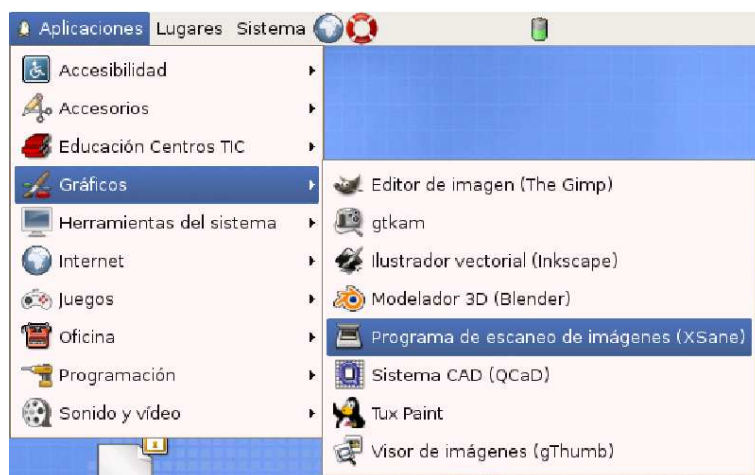 Aplicaciones Lugares Sistema
Accesibilidad
Accesorios
Educación Centros TIC
Gráficos
Herramientas del sistema
Internet
Juegos
Oficina
Programación
Sonido y vídeo
Editor de imagen (The Gimp)
gtkam
Ilustrador vectorial (Inkscape)
Modelador 3D (Blender)
Programa de escaneo de imágenes (XSane)
Sistema CAD (QCaD)
Tux Paint
Visor de imágenes (gThumb)